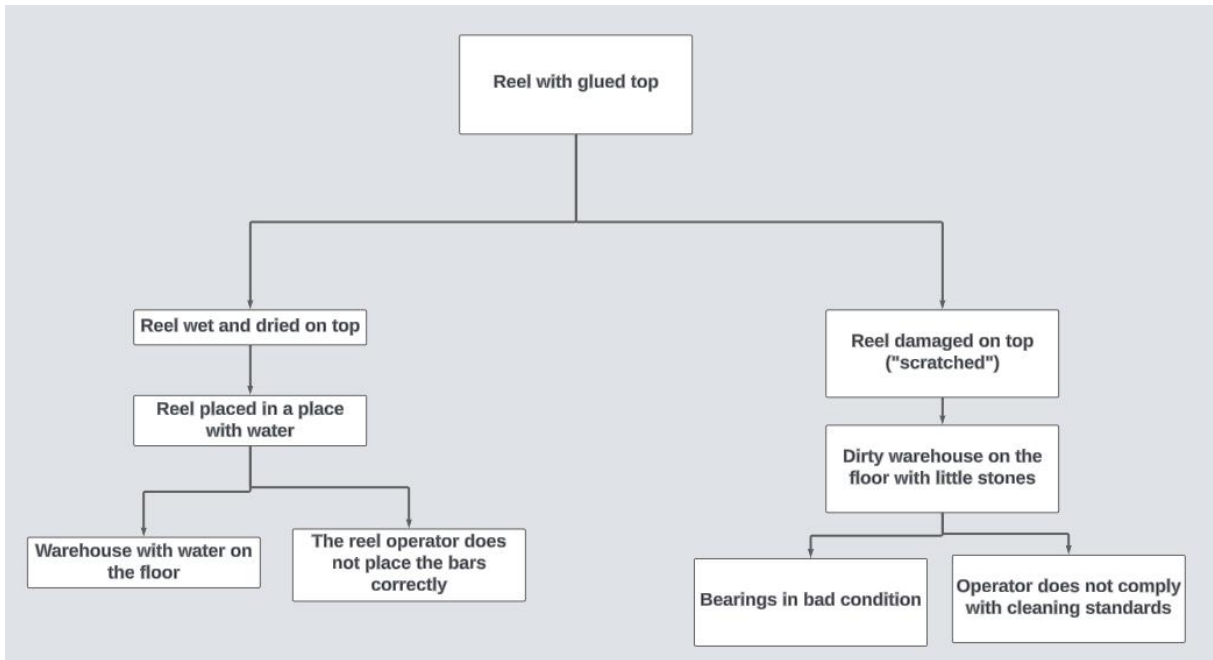 Reel with glued top
Reel wet and dried on top
Reel placed in a place
with water
Warehouse with water on
the floor
The reel operator does
not place the bars
correctly
Reel damaged on top
("scratched")
Dirty warehouse on the
floor with little stones
Bearings in bad condition
Operator does not comply
with cleaning standards